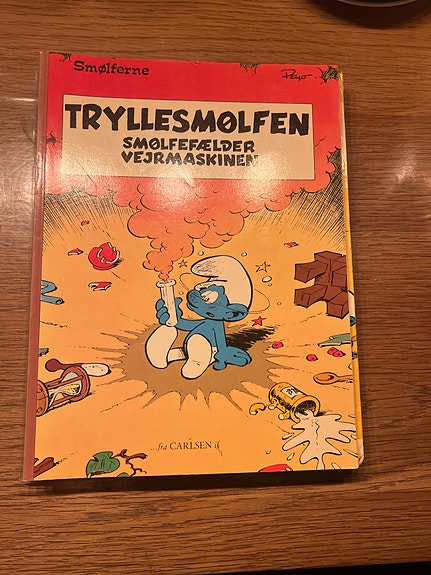 Smølferne
Peyo
TRYLLESMØLFEN
SMØLFEFÆLDER
VEJRMASKINEN
...fra CARLSEN if